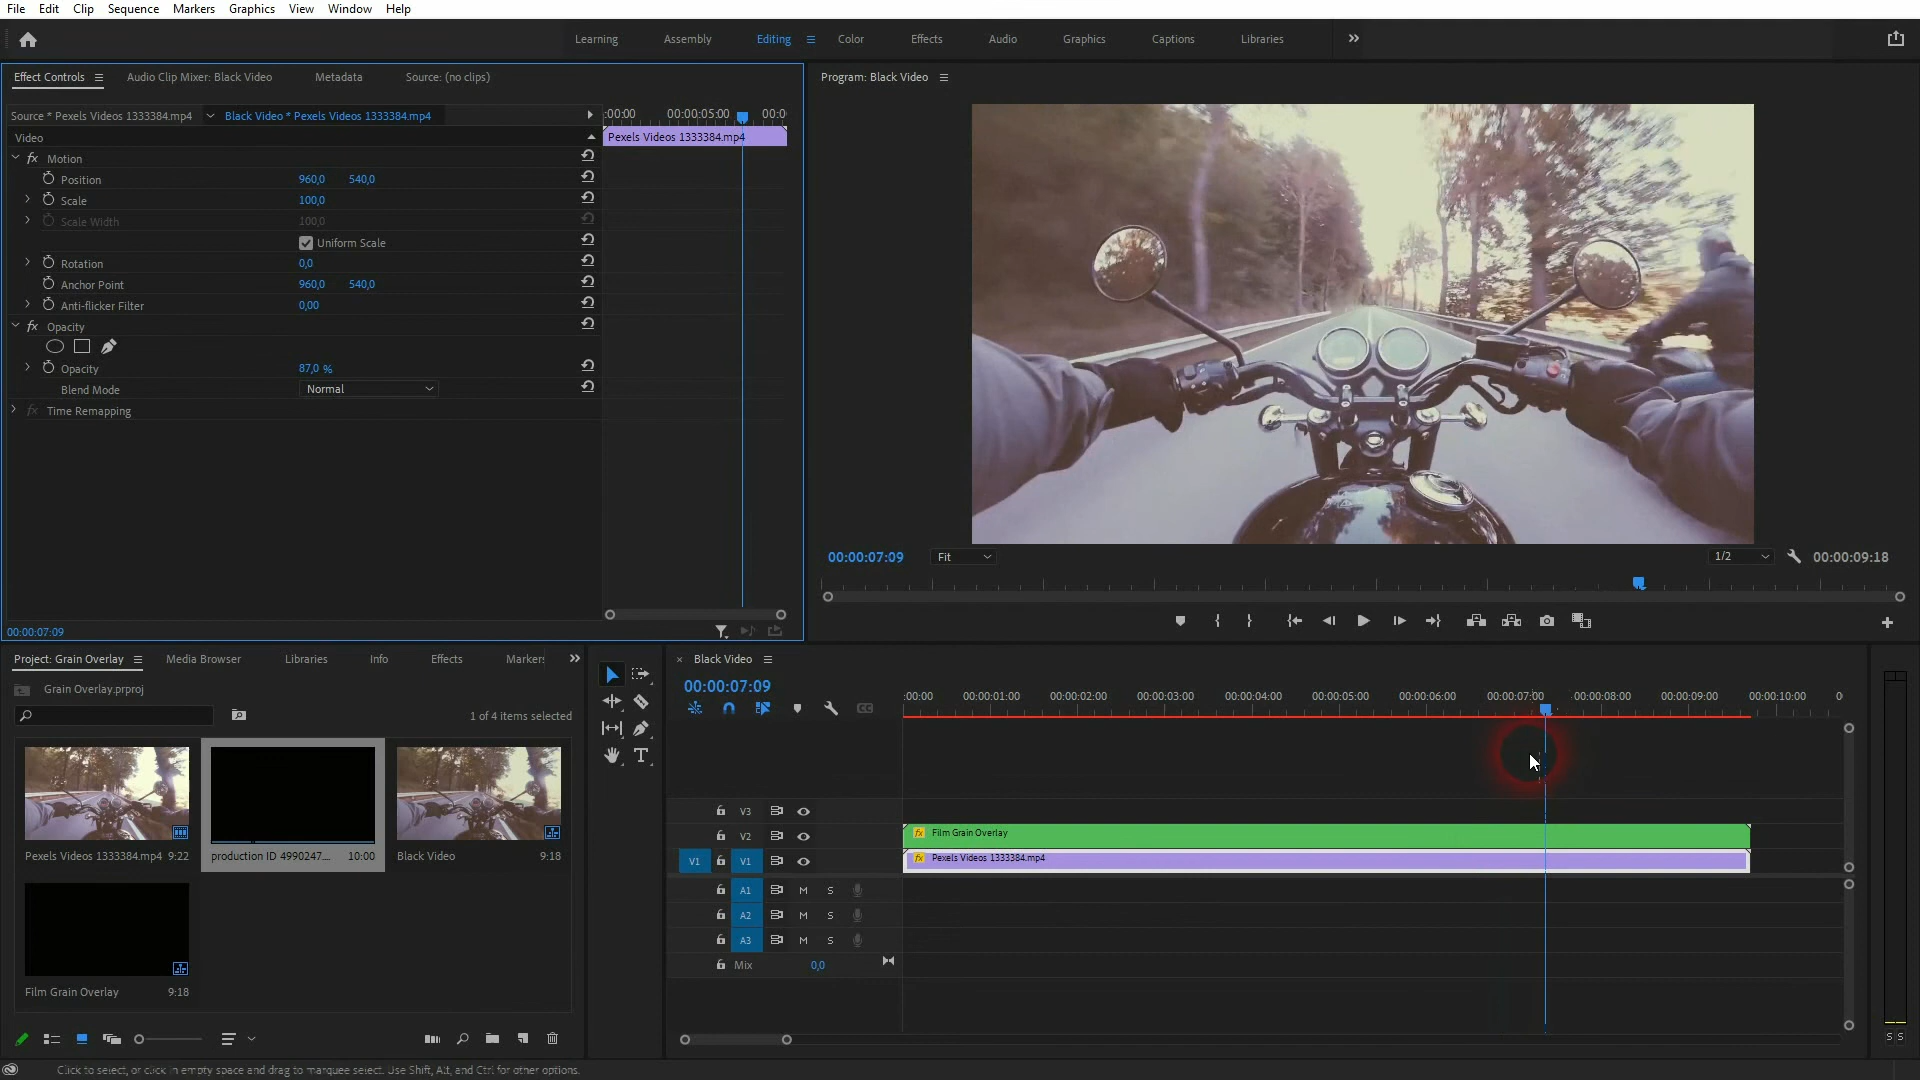 File Edit Clip Sequence Markers Graphics View Window Help
Learning Assembly Editing Color Effects Audio Graphics Captions Libraries
Effect Controls Audio Clip Mixer: Black Video Metadata Source: (no clips)
Source * Pexels Videos 1333384.mp4 Black Video * Pexels Videos 1333384.mp4
:00:00 00:00:05:00 00:0
Video
Pexels Videos 1333384.mp4
fx Motion
Position 960,0 540,0
Scale 100,0
Scale Width 100,0
Uniform Scale
Rotation 0,0
Anchor Point 960,0 540,0
Anti-flicker Filter 0,00
fx Opacity
Opacity 87,0 %
Blend Mode Normal
fx Time Remapping
00:00:07:09
Program: Black Video
00:00:07:09 Fit 1/2 00:00:09:18
Project: Grain Overlay Media Browser Libraries Info Effects Markers
Grain Overlay.prproj
1 of 4 items selected
Pexels Videos 1333384.mp4 9:22
production ID 4990247... 10:00
Black Video 9:18
Film Grain Overlay 9:18
Black Video
00:00:07:09
:00:00 00:00:01:00 00:00:02:00 00:00:03:00 00:00:04:00 00:00:05:00 00:00:06:00 00:00:07:00 00:00:08:00 00:00:09:00 00:00:10:00 0
V3
V2 fx Film Grain Overlay
V1 V1 fx Pexels Videos 1333384.mp4
A1 M S
A2 M S
A3 M S
Mix 0,0
S S
Click to select, or click in empty space and drag to marquee select. Use Shift, Alt, and Ctrl for other options.